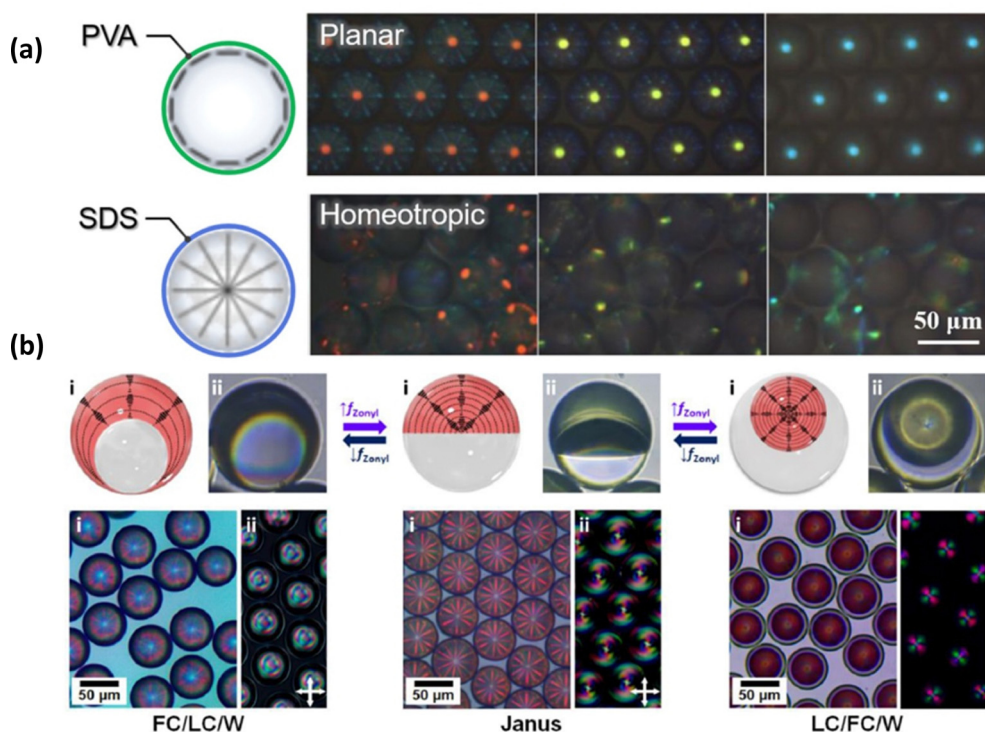 (a)
PVA
Planar
SDS
Homeotropic
50 µm
(b)
i
ii
↑fZonyl
↓fZonyl
i
ii
↑fZonyl
↓fZonyl
i
ii
i
ii
i
ii
i
50 µm
50 µm
50 µm
FC/LC/W
Janus
LC/FC/W